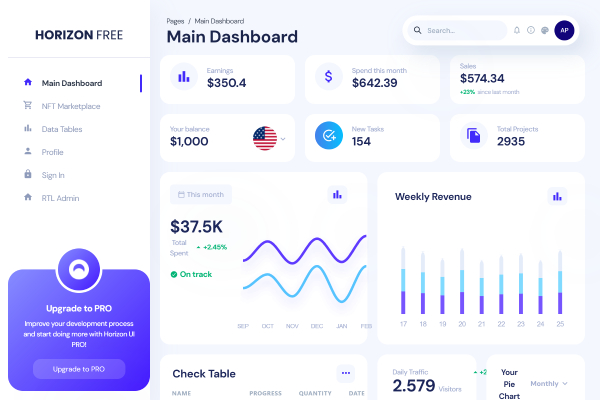 HORIZON FREE
Main Dashboard
NFT Marketplace
Data Tables
Profile
Sign In
RTL Admin
Upgrade to PRO
Improve your development process
and start doing more with Horizon UI
PRO!
Upgrade to PRO
Pages / Main Dashboard
Main Dashboard
Search...
AP
Earnings
$350.4
Spend this month
$642.39
Sales
$574.34
+23% since last month
Your balance
$1,000
New Tasks
154
Total Projects
2935
This month
$37.5K
Total
Spent
+2.45%
On track
SEP OCT NOV DEC JAN FEB
Weekly Revenue
17 18 19 20 21 22 23 24 25
Check Table
NAME PROGRESS QUANTITY DATE
Daily Traffic
2.579 Visitors
+2
Your
Pie
Chart
Monthly